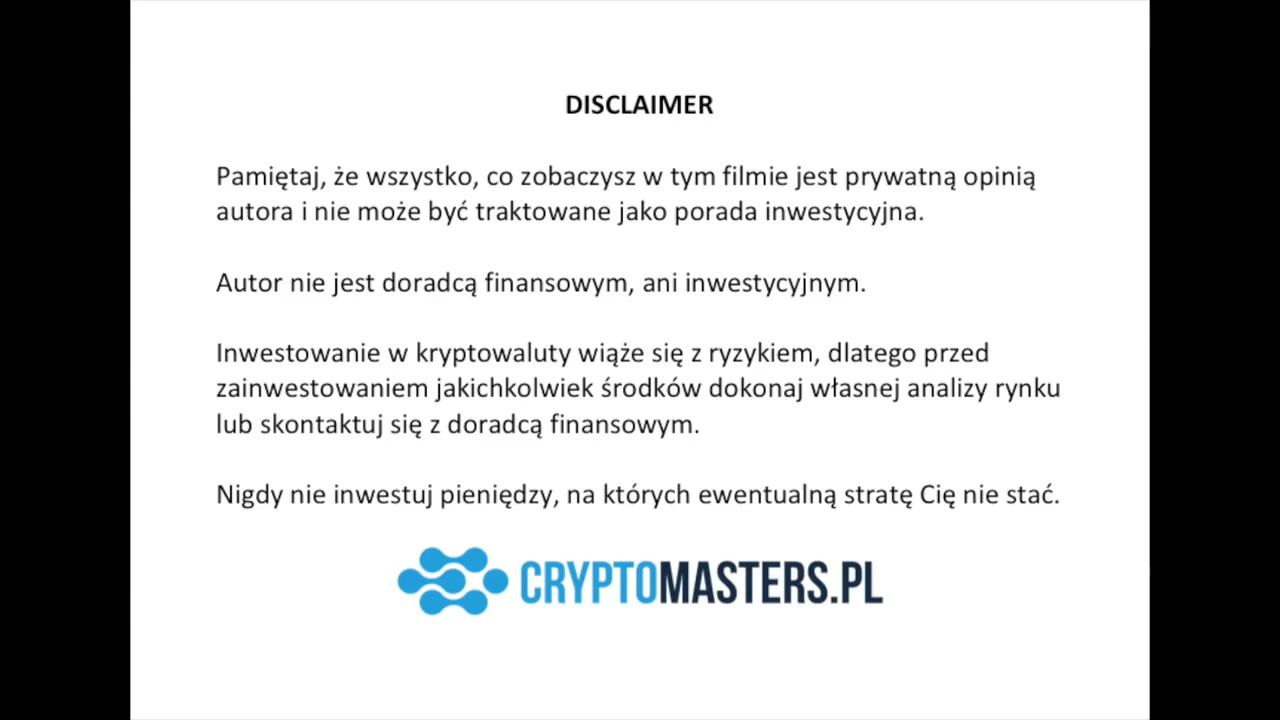 DISCLAIMER
Pamiętaj, że wszystko, co zobaczysz w tym filmie jest prywatną opinią
autora i nie może być traktowane jako porada inwestycyjna.
Autor nie jest doradcą finansowym, ani inwestycyjnym.
Inwestowanie w kryptowaluty wiąże się z ryzykiem, dlatego przed
zainwestowaniem jakichkolwiek środków dokonaj własnej analizy rynku
lub skontaktuj się z doradcą finansowym.
Nigdy nie inwestuj pieniędzy, na których ewentualną stratę Cię nie stać.
CRYPTOMASTERS.PL